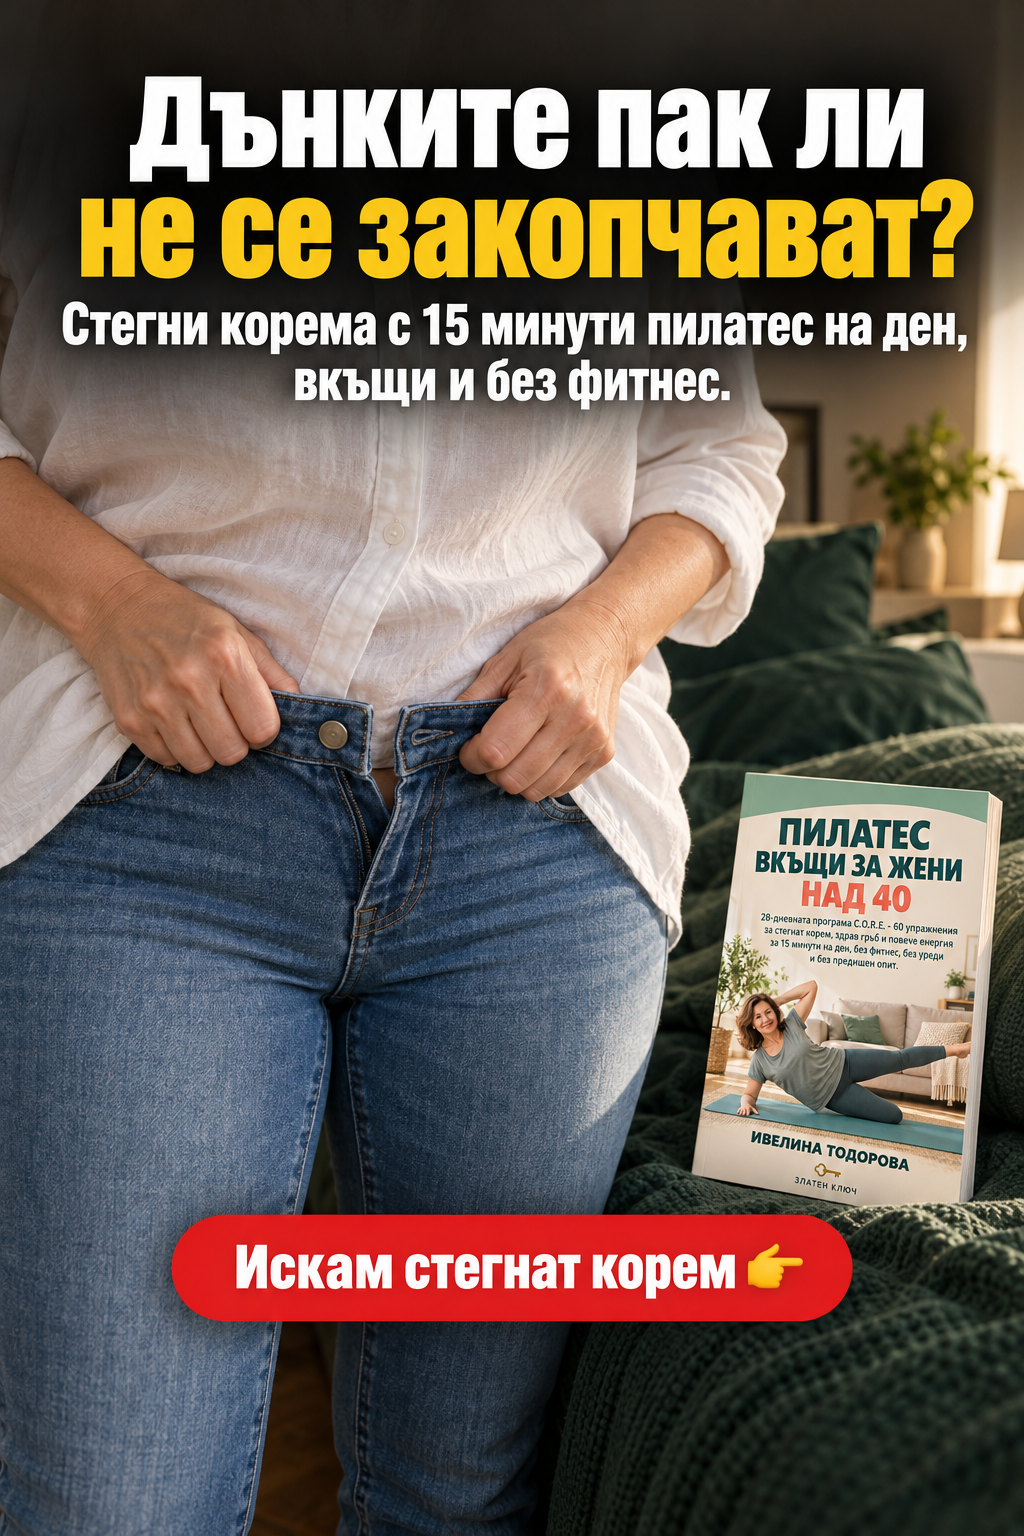 Дънките пак ли
не се закопчават?
Стегни корема с 15 минути пилатес на ден,
вкъщи и без фитнес.
ПИЛАТЕС
ВКЪЩИ ЗА ЖЕНИ
НАД 40
28-дневната програма C.O.R.E. - 60 упражнения
за стегнат корем, здрав гръб и повече енергия
за 15 минути на ден, без фитнес, без уреди
и без предишен опит.
ИВЕЛИНА ТОДОРОВА
ЗЛАТЕН КЛЮЧ
Искам стегнат корем 👉